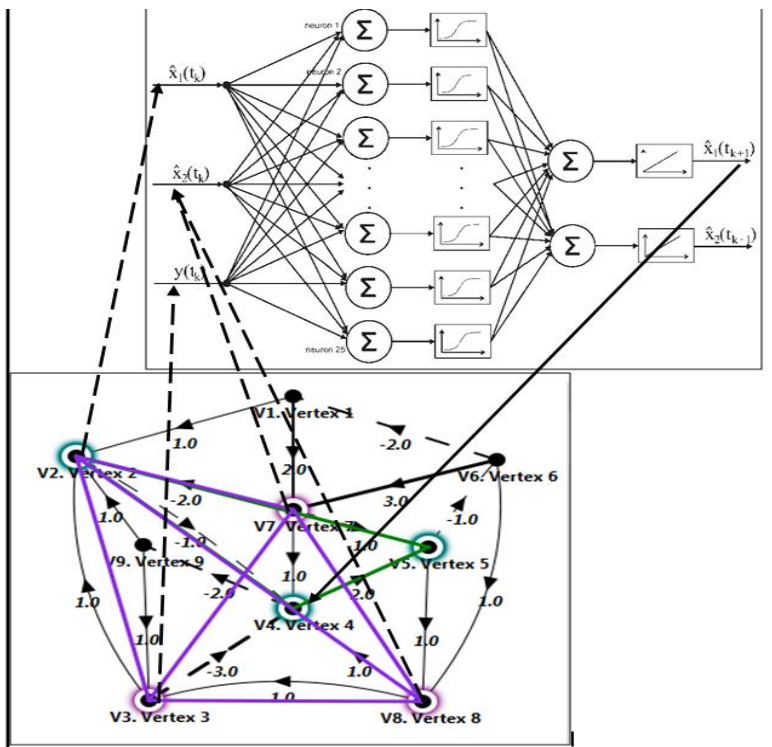 neuron 1
neuron 2
x̂₁(tₖ)
x̂₂(tₖ)
y(tₖ)
Σ
Σ
Σ
Σ
Σ
Σ
neuron 25
Σ
Σ
x̂₁(tₖ₊₁)
x̂₂(tₖ₊₁)
V1. Vertex 1
1.0
-2.0
2.0
V2. Vertex 2
V6. Vertex 6
3.0
-2.0
1.0
-1.0
V7. Vertex 7
-1.0
1.0
V9. Vertex 9
V5. Vertex 5
1.0
-2.0
2.0
1.0
1.0
V4. Vertex 4
1.0
1.0
-3.0
1.0
1.0
V3. Vertex 3
V8. Vertex 8